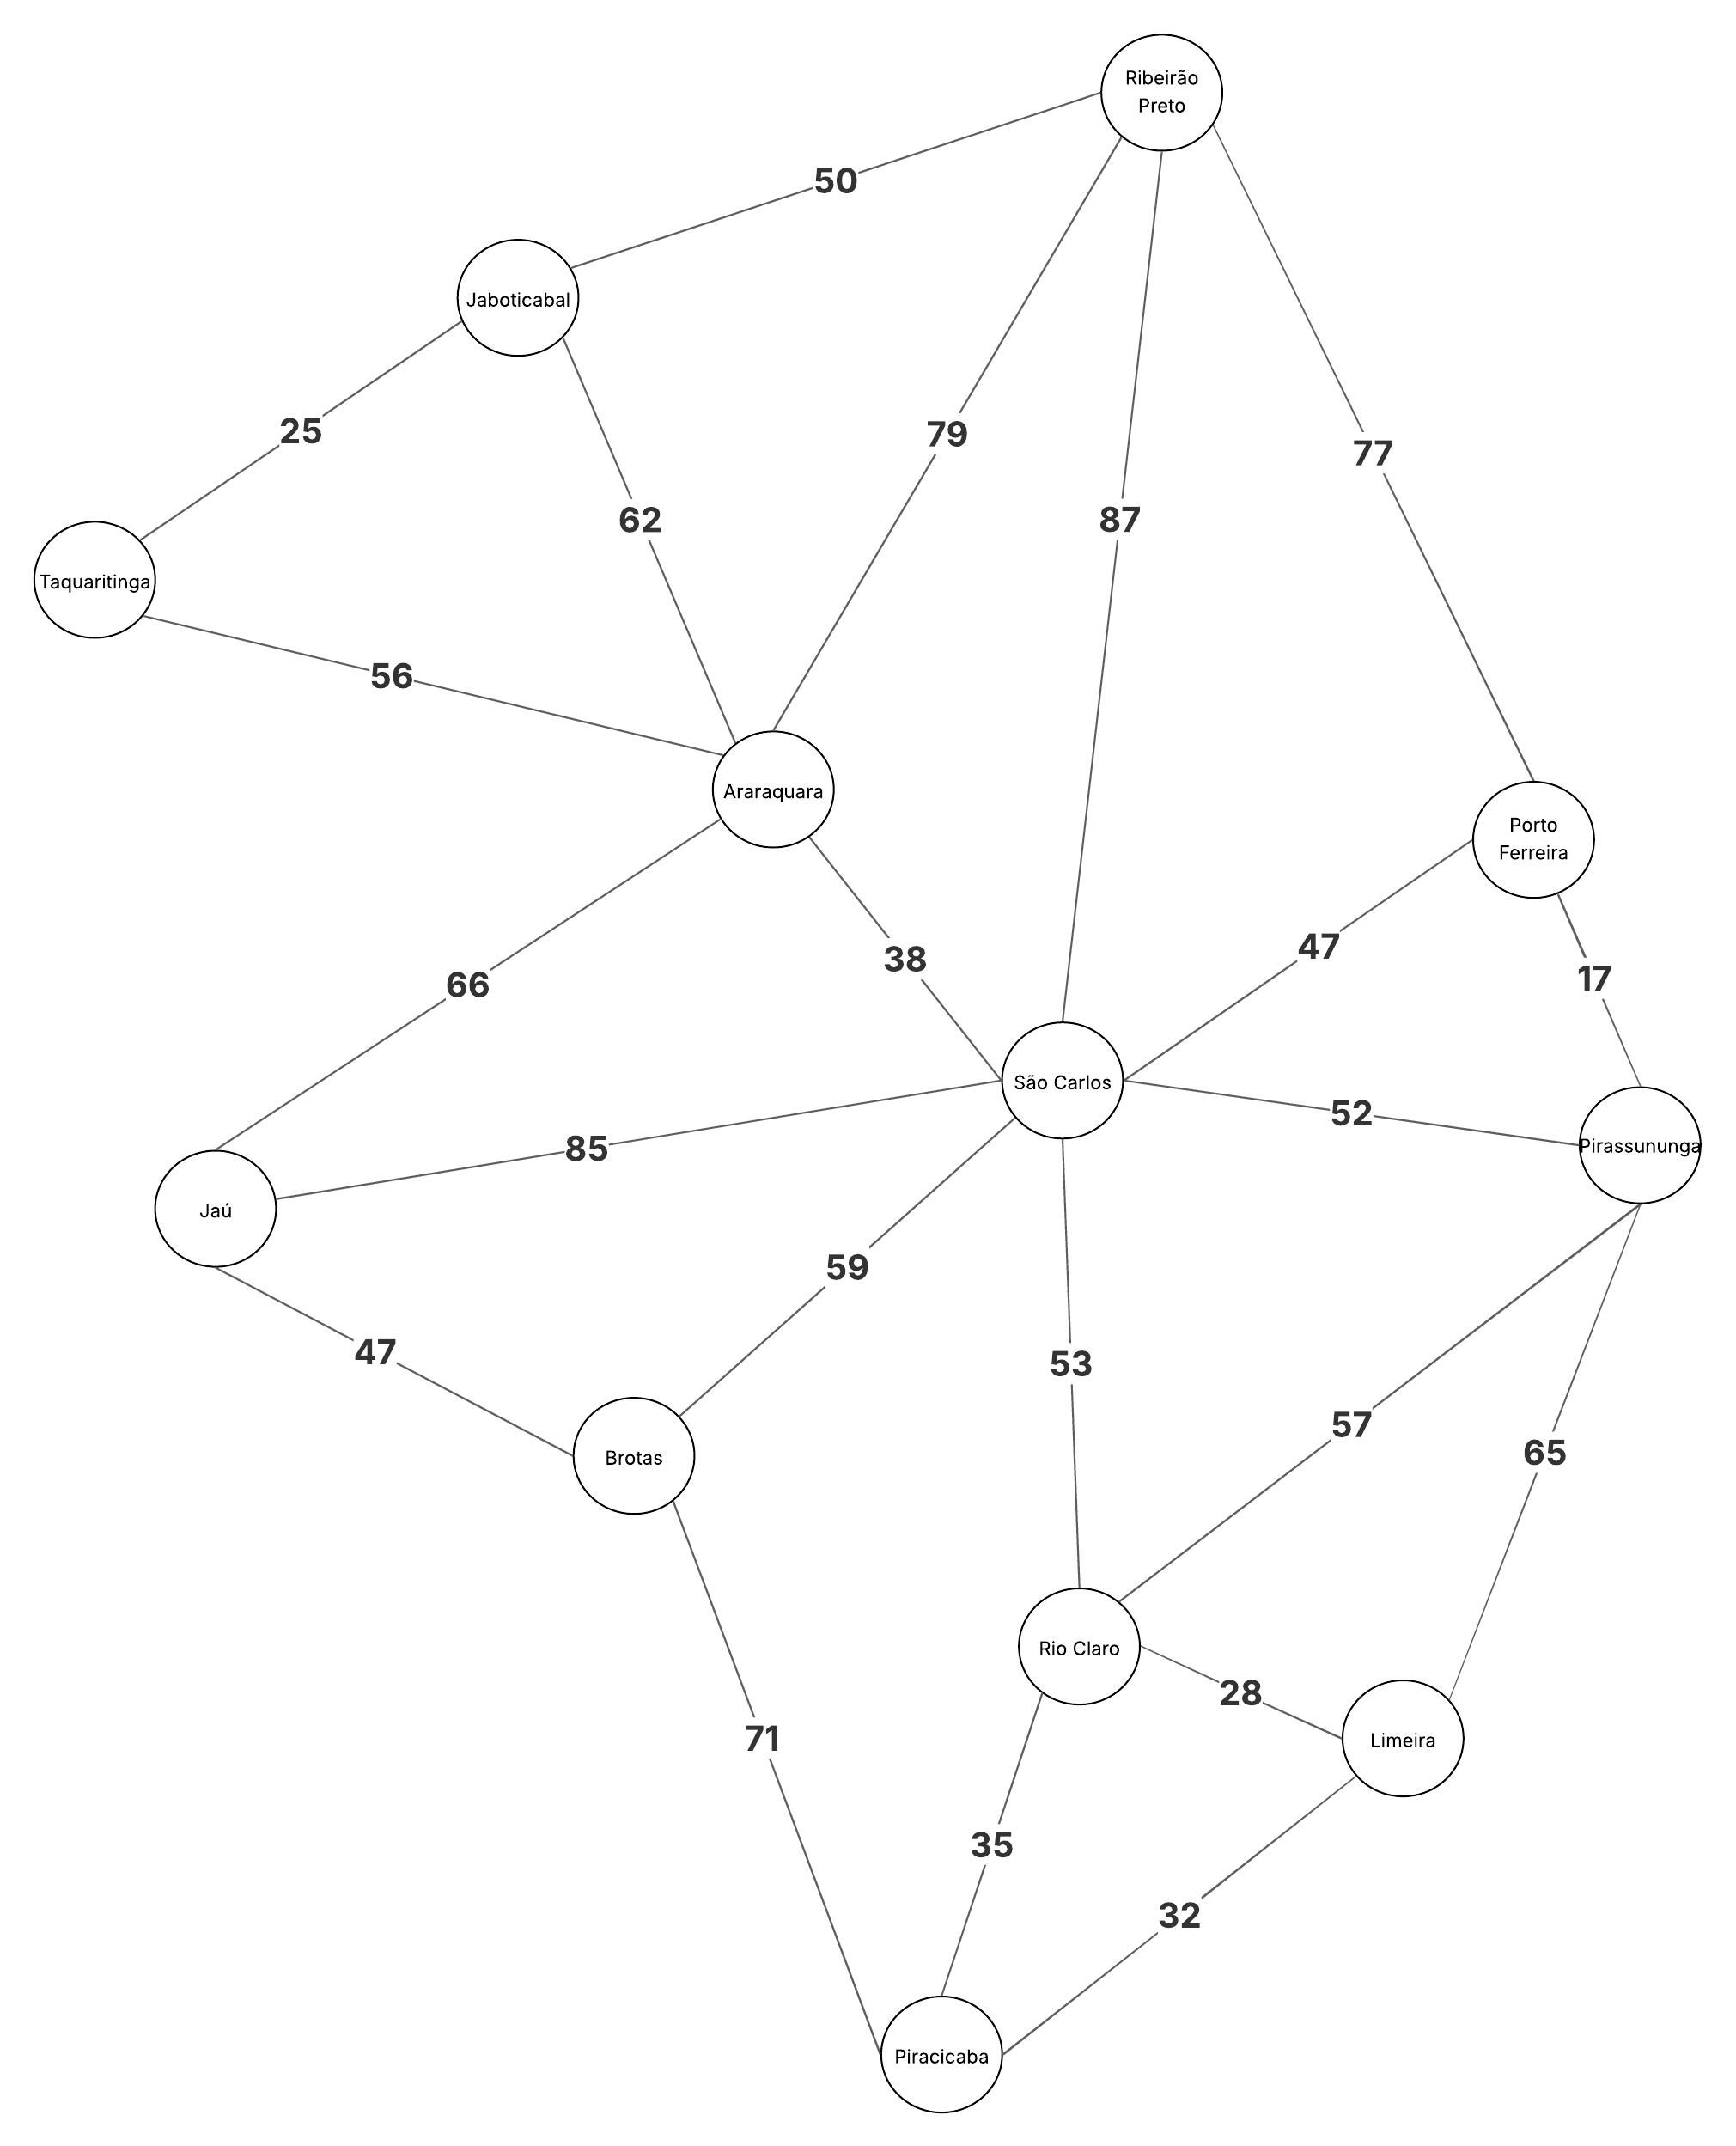 Ribeirão
Preto
50
Jaboticabal
25
79
77
62
87
Taquaritinga
56
Araraquara
Porto
Ferreira
38
47
17
66
São Carlos
52
Pirassununga
85
Jaú
59
47
53
57
Brotas
65
Rio Claro
28
71
Limeira
35
32
Piracicaba